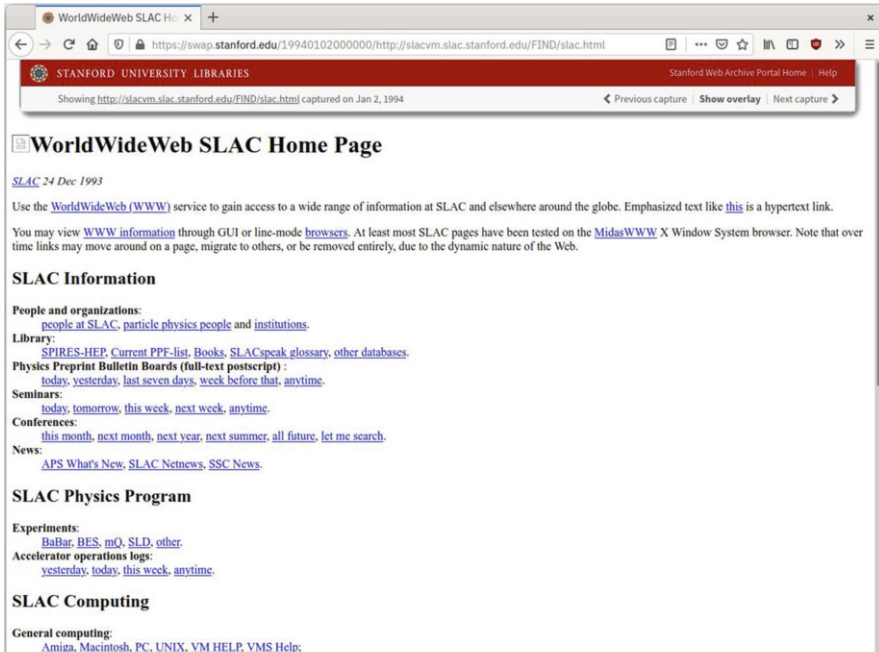 WorldWideWeb SLAC Ho
https://swap.stanford.edu/19940102000000/http://slacvm.slac.stanford.edu/FIND/slac.html
STANFORD UNIVERSITY LIBRARIES
Stanford Web Archive Portal Home | Help
Showing http://slacvm.slac.stanford.edu/FIND/slac.html captured on Jan 2, 1994
Previous capture | Show overlay | Next capture
WorldWideWeb SLAC Home Page
SLAC 24 Dec 1993
Use the WorldWideWeb (WWW) service to gain access to a wide range of information at SLAC and elsewhere around the globe. Emphasized text like this is a hypertext link.
You may view WWW information through GUI or line-mode browsers. At least most SLAC pages have been tested on the MidasWWW X Window System browser. Note that over
time links may move around on a page, migrate to others, or be removed entirely, due to the dynamic nature of the Web.
SLAC Information
People and organizations:
people at SLAC, particle physics people and institutions.
Library:
SPIRES-HEP, Current PPF-list, Books, SLACspeak glossary, other databases.
Physics Preprint Bulletin Boards (full-text postscript) :
today, yesterday, last seven days, week before that, anytime.
Seminars:
today, tomorrow, this week, next week, anytime.
Conferences:
this month, next month, next year, next summer, all future, let me search.
News:
APS What's New, SLAC Netnews, SSC News.
SLAC Physics Program
Experiments:
BaBar, BES, mQ, SLD, other.
Accelerator operations logs:
yesterday, today, this week, anytime.
SLAC Computing
General computing:
Amiga, Macintosh, PC, UNIX, VM HELP, VMS Help;